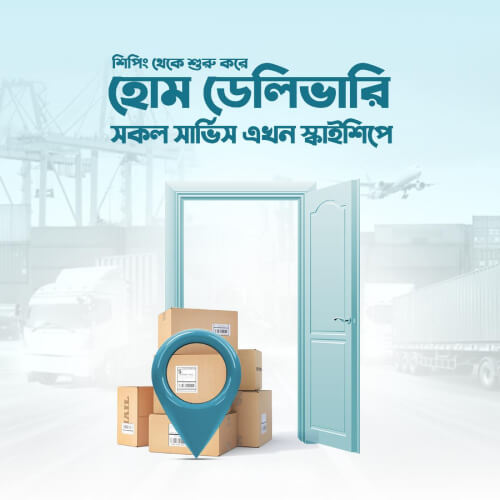 শিপিং থেকে শুরু করে
হোম ডেলিভারি
সকল সার্ভিস এখন স্কাইশিপে